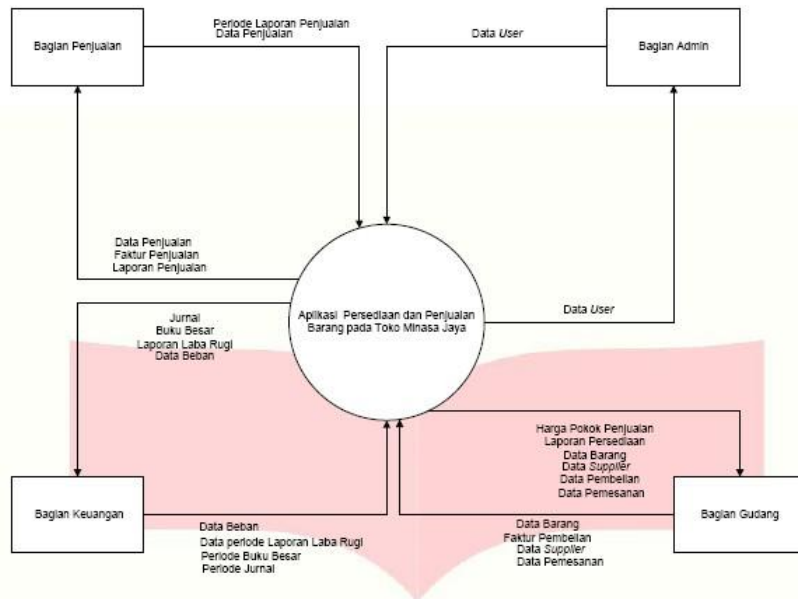 Periode Laporan Penjualan
Data Penjualan
Bagian Penjualan
Data User
Bagian Admin
Data Penjualan
Faktur Penjualan
Laporan Penjualan
Aplikasi Persediaan dan Penjualan
Barang pada Toko Minasa Jaya
Data User
Jurnal
Buku Besar
Laporan Laba Rugi
Data Beban
Harga Pokok Penjualan
Laporan Persediaan
Data Barang
Data Supplier
Data Pembelian
Data Pemesanan
Bagian Keuangan
Data Beban
Data periode Laporan Laba Rugi
Periode Buku Besar
Periode Jurnal
Data Barang
Faktur Pembelian
Data Supplier
Data Pemesanan
Bagian Gudang